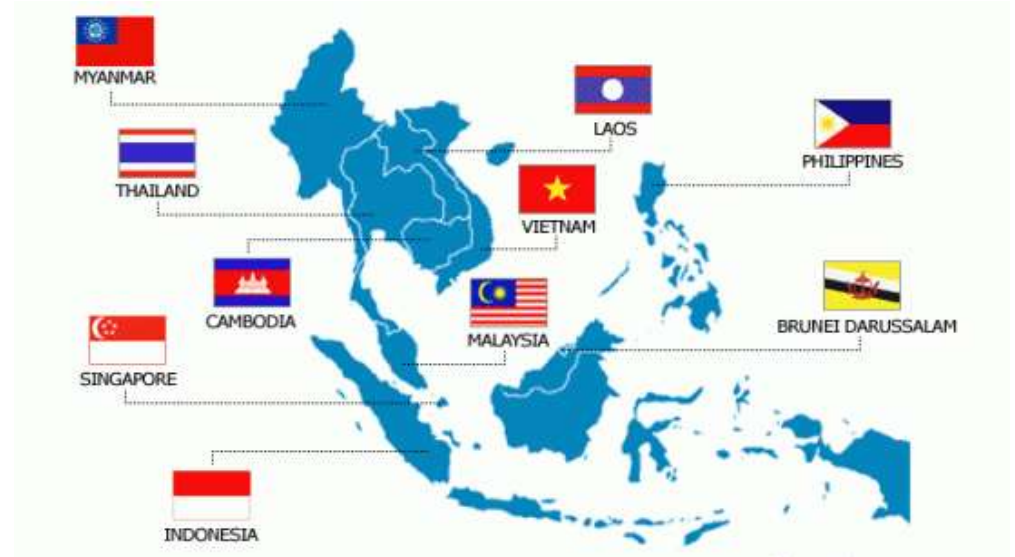 MYANMAR
LAOS
PHILIPPINES
THAILAND
VIETNAM
CAMBODIA
MALAYSIA
BRUNEI DARUSSALAM
SINGAPORE
INDONESIA